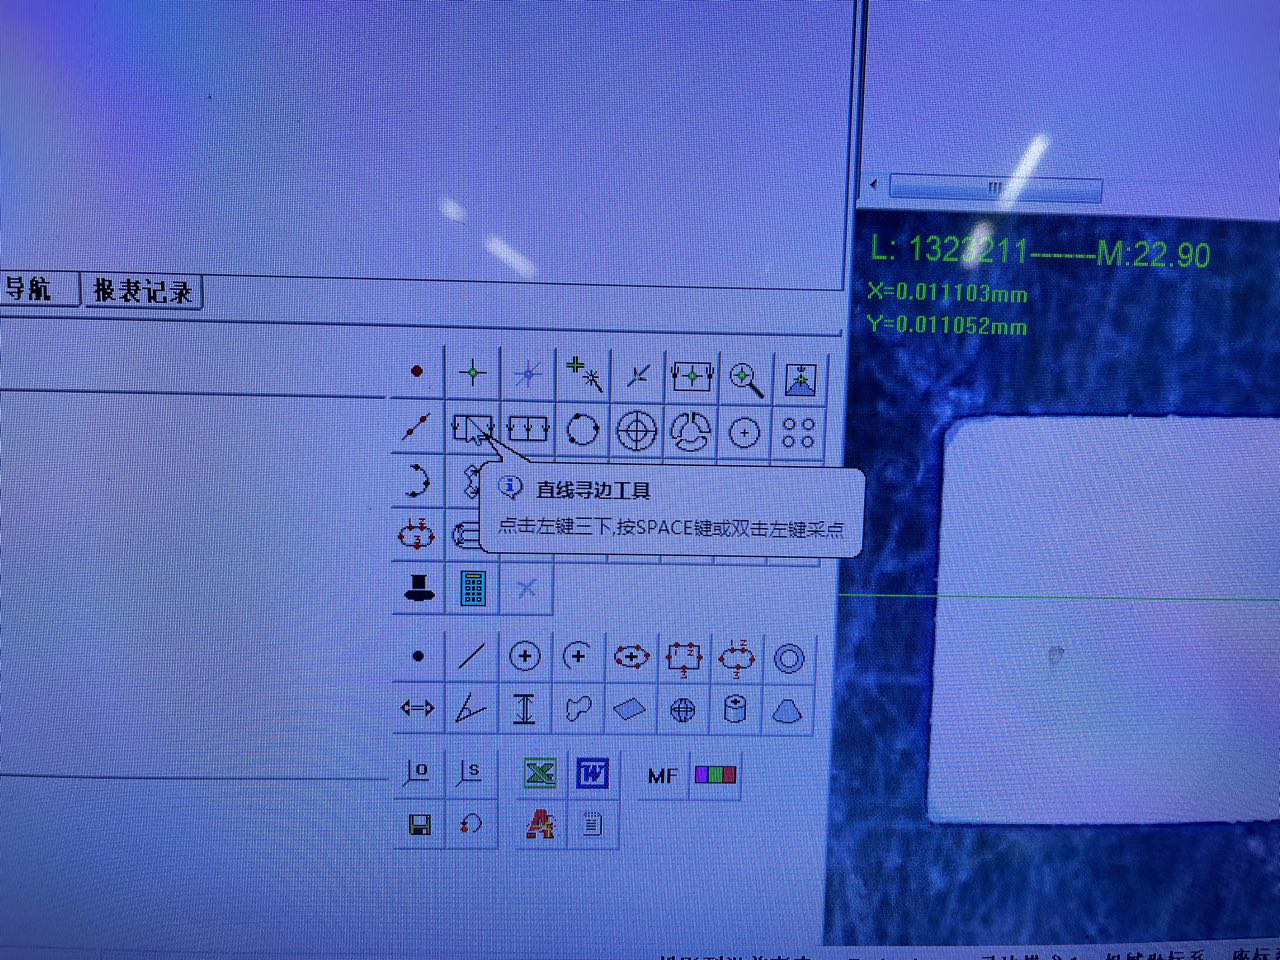 L: 1323211------M:22.90
X=0.011103mm
Y=0.011052mm
导航 报表记录
直线寻边工具
点击左键三下,按SPACE键或双击左键采点
MF